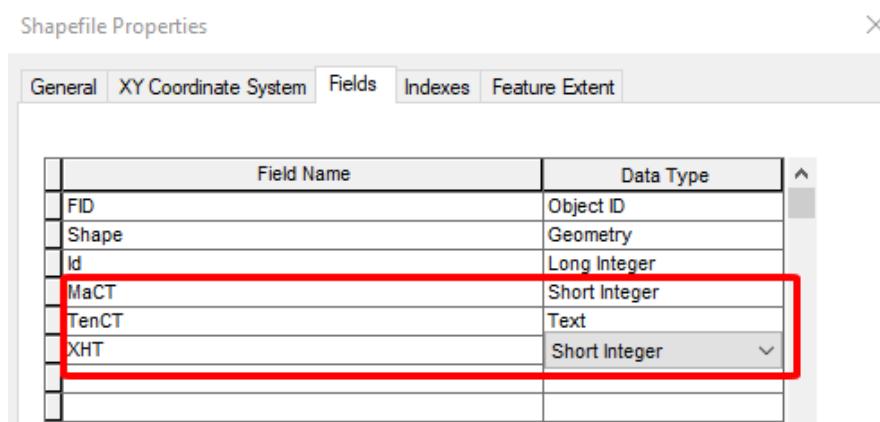 Shapefile Properties
General XY Coordinate System Fields Indexes Feature Extent
Field Name Data Type
FID Object ID
Shape Geometry
Id Long Integer
MaCT Short Integer
TenCT Text
XHT Short Integer